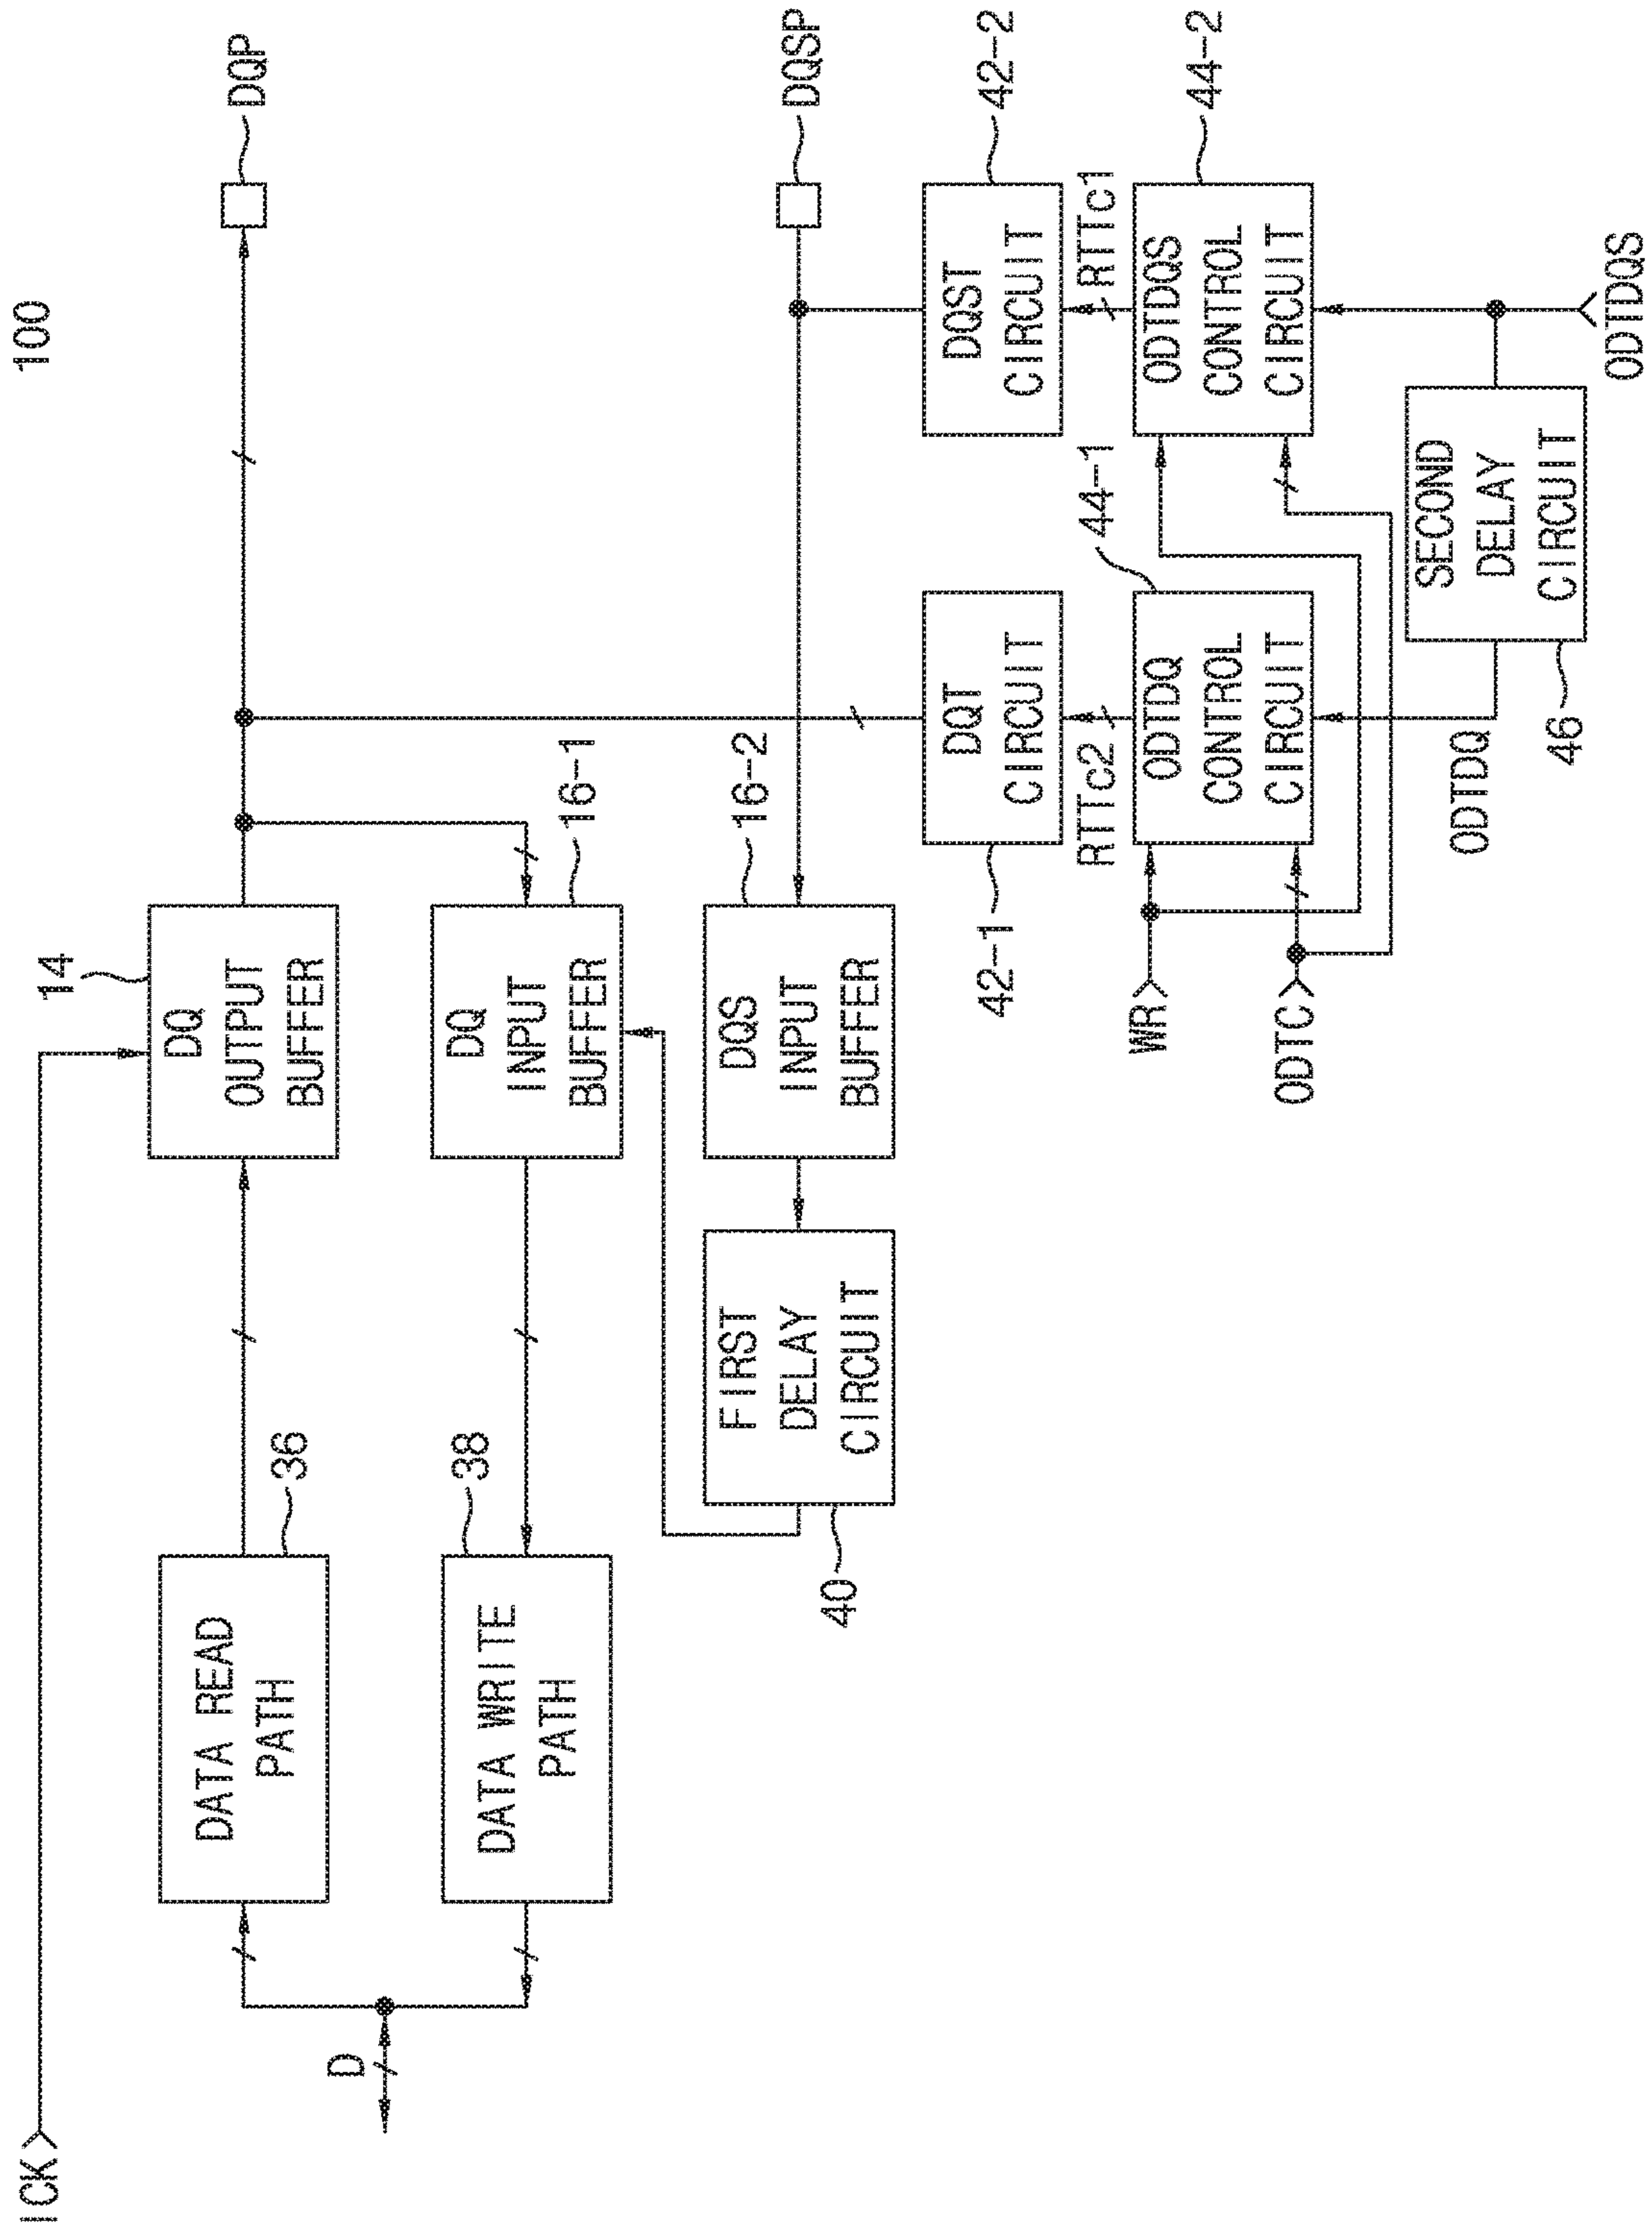 100
ICK
14
DQ
OUTPUT
BUFFER
DQP
DATA READ
PATH
36
D
DATA WRITE
PATH
38
DQ
INPUT
BUFFER
16-1
FIRST
DELAY
CIRCUIT
40
DQS
INPUT
BUFFER
16-2
DQSP
DQT
CIRCUIT
42-1
DQST
CIRCUIT
42-2
RTTc2
RTTc1
WR
ODTC
ODTDQ
CONTROL
CIRCUIT
44-1
ODTDQS
CONTROL
CIRCUIT
44-2
ODTDQ
SECOND
DELAY
CIRCUIT
46
ODTDQS